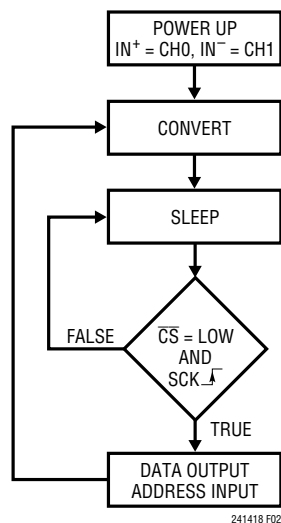 POWER UP
IN⁺ = CH0, IN⁻ = CH1
CONVERT
SLEEP
FALSE
C̅S̅ = LOW
AND
SCK
TRUE
DATA OUTPUT
ADDRESS INPUT
241418 F02